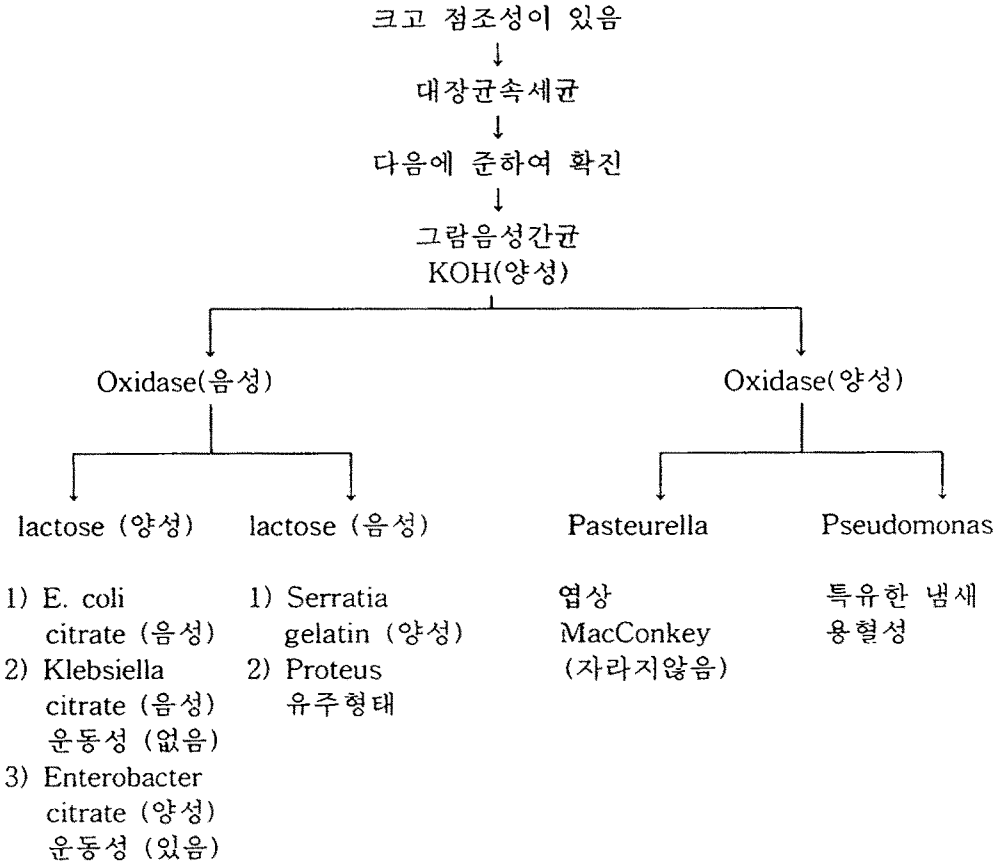 크고 점조성이 있음
대장균속세균
다음에 준하여 확진
그람음성간균
KOH(양성)
Oxidase(음성)
Oxidase(양성)
lactose (양성)
lactose (음성)
Pasteurella
Pseudomonas
1) E. coli
citrate (음성)
2) Klebsiella
citrate (음성)
운동성 (없음)
3) Enterobacter
citrate (양성)
운동성 (있음)
1) Serratia
gelatin (양성)
2) Proteus
유주형태
엽상
MacConkey
(자라지않음)
특유한 냄새
용혈성